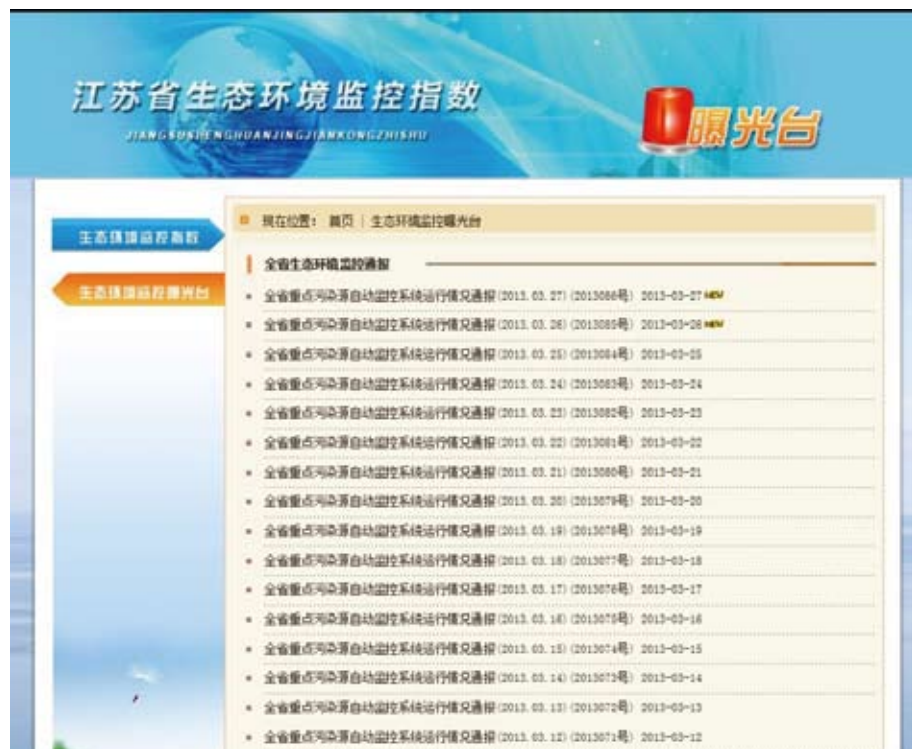 江苏省生态环境监控指数
JIANGSUSHENGHUANJINGJIANKONGZHISHU
曝光台
生态环境监控指数
生态环境监控曝光台
现在位置: 首页 | 生态环境监控曝光台
全省生态环境监控通报
全省重点污染源自动监控系统运行情况通报(2013.03.27)(2013086号) 2013-03-27 NEW
全省重点污染源自动监控系统运行情况通报(2013.03.26)(2013085号) 2013-03-26 NEW
全省重点污染源自动监控系统运行情况通报(2013.03.25)(2013084号) 2013-03-25
全省重点污染源自动监控系统运行情况通报(2013.03.24)(2013083号) 2013-03-24
全省重点污染源自动监控系统运行情况通报(2013.03.23)(2013082号) 2013-03-23
全省重点污染源自动监控系统运行情况通报(2013.03.22)(2013081号) 2013-03-22
全省重点污染源自动监控系统运行情况通报(2013.03.21)(2013080号) 2013-03-21
全省重点污染源自动监控系统运行情况通报(2013.03.20)(2013079号) 2013-03-20
全省重点污染源自动监控系统运行情况通报(2013.03.19)(2013078号) 2013-03-19
全省重点污染源自动监控系统运行情况通报(2013.03.18)(2013077号) 2013-03-18
全省重点污染源自动监控系统运行情况通报(2013.03.17)(2013076号) 2013-03-17
全省重点污染源自动监控系统运行情况通报(2013.03.16)(2013075号) 2013-03-16
全省重点污染源自动监控系统运行情况通报(2013.03.15)(2013074号) 2013-03-15
全省重点污染源自动监控系统运行情况通报(2013.03.14)(2013073号) 2013-03-14
全省重点污染源自动监控系统运行情况通报(2013.03.13)(2013072号) 2013-03-13
全省重点污染源自动监控系统运行情况通报(2013.03.12)(2013071号) 2013-03-12